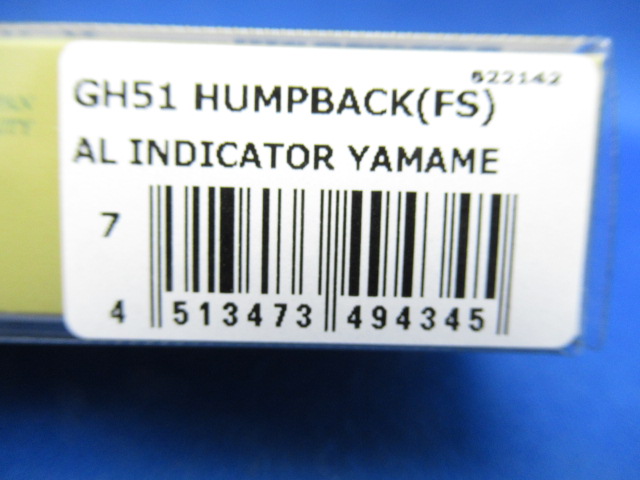 622142
GH51 HUMPBACK(FS)
AL INDICATOR YAMAME
7
4 513473 494345